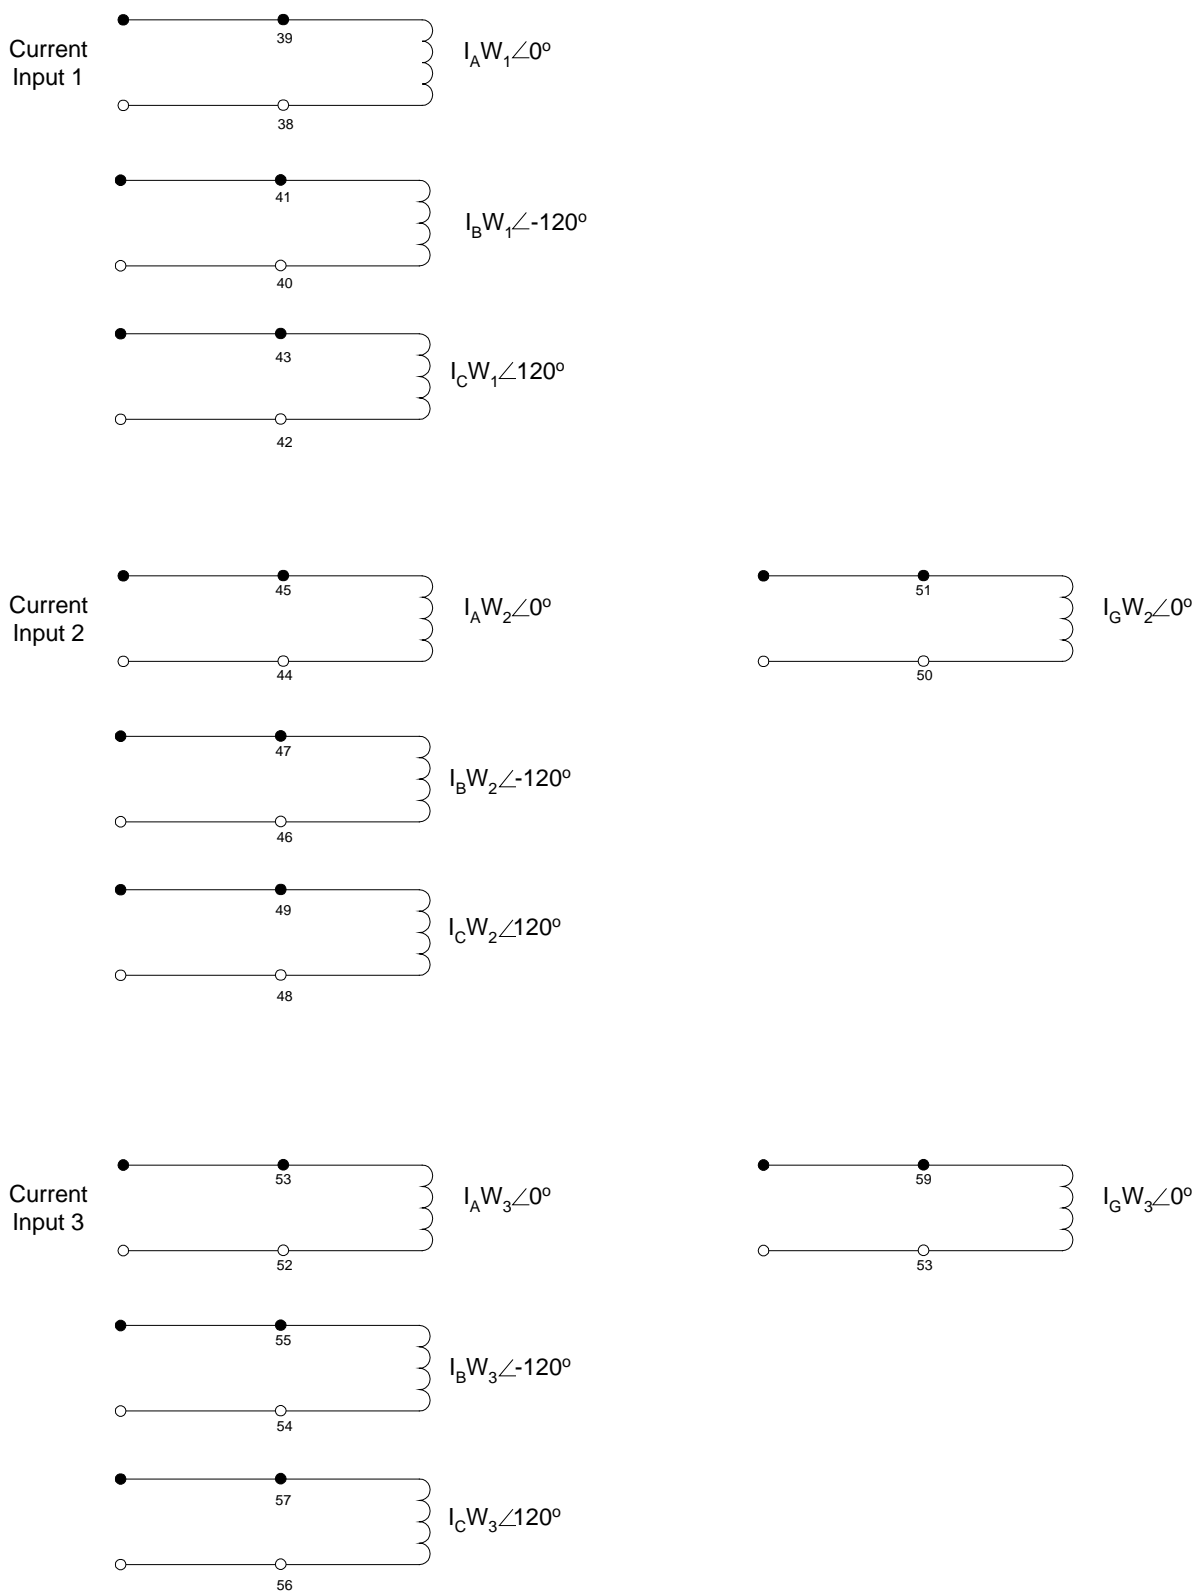 39
Current
Input 1
I_AW_1∠0º
38
41
I_BW_1∠-120º
40
43
I_CW_1∠120º
42
45
51
Current
Input 2
I_AW_2∠0º
I_GW_2∠0º
44
50
47
I_BW_2∠-120º
46
49
I_CW_2∠120º
48
53
59
Current
Input 3
I_AW_3∠0º
I_GW_3∠0º
52
53
55
I_BW_3∠-120º
54
57
I_CW_3∠120º
56